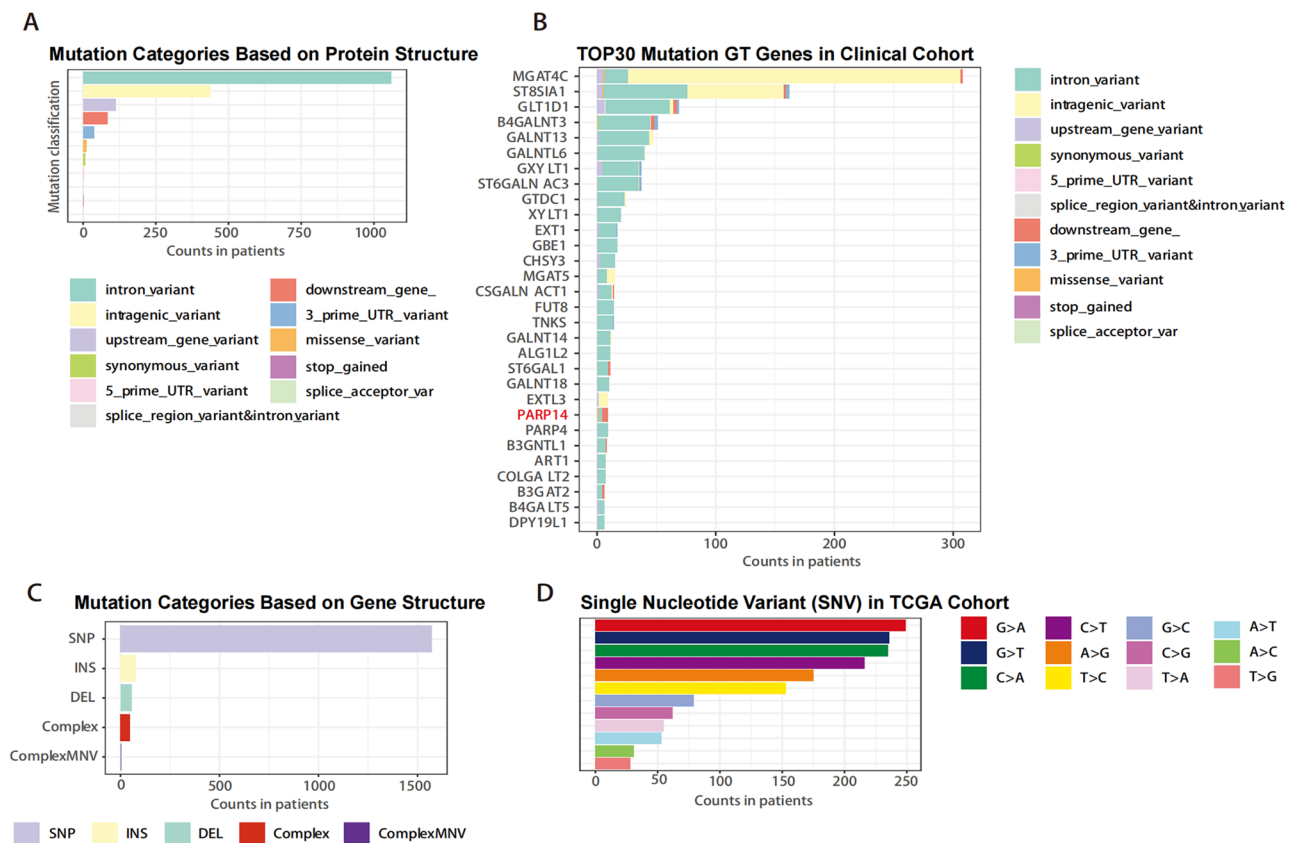 A
Mutation Categories Based on Protein Structure
Mutation classification
0 250 500 750 1000
Counts in patients
intron_variant
intragenic_variant
upstream_gene_variant
synonymous_variant
5_prime_UTR_variant
splice_region_variant&intron_variant
downstream_gene_
3_prime_UTR_variant
missense_variant
stop_gained
splice_acceptor_var
B
TOP30 Mutation GT Genes in Clinical Cohort
MGAT4C
ST8SIA1
GLT1D1
B4GALNT3
GALNT13
GALNTL6
GXY LT1
ST6GALN AC3
GTDC1
XY LT1
EXT1
GBE1
CHSY3
MGAT5
CSGALN ACT1
FUT8
TNKS
GALNT14
ALG1L2
ST6GAL1
GALNT18
EXTL3
PARP14
PARP4
B3GNTL1
ART1
COLGA LT2
B3G AT2
B4GA LT5
DPY19L1
0 100 200 300
Counts in patients
intron_variant
intragenic_variant
upstream_gene_variant
synonymous_variant
5_prime_UTR_variant
splice_region_variant&intron_variant
downstream_gene_
3_prime_UTR_variant
missense_variant
stop_gained
splice_acceptor_var
C
Mutation Categories Based on Gene Structure
SNP
INS
DEL
Complex
ComplexMNV
0 500 1000 1500
Counts in patients
SNP INS DEL Complex ComplexMNV
D
Single Nucleotide Variant (SNV) in TCGA Cohort
0 50 100 150 200 250
Counts in patients
G>A C>T G>C A>T
G>T A>G C>G A>C
C>A T>C T>A T>G